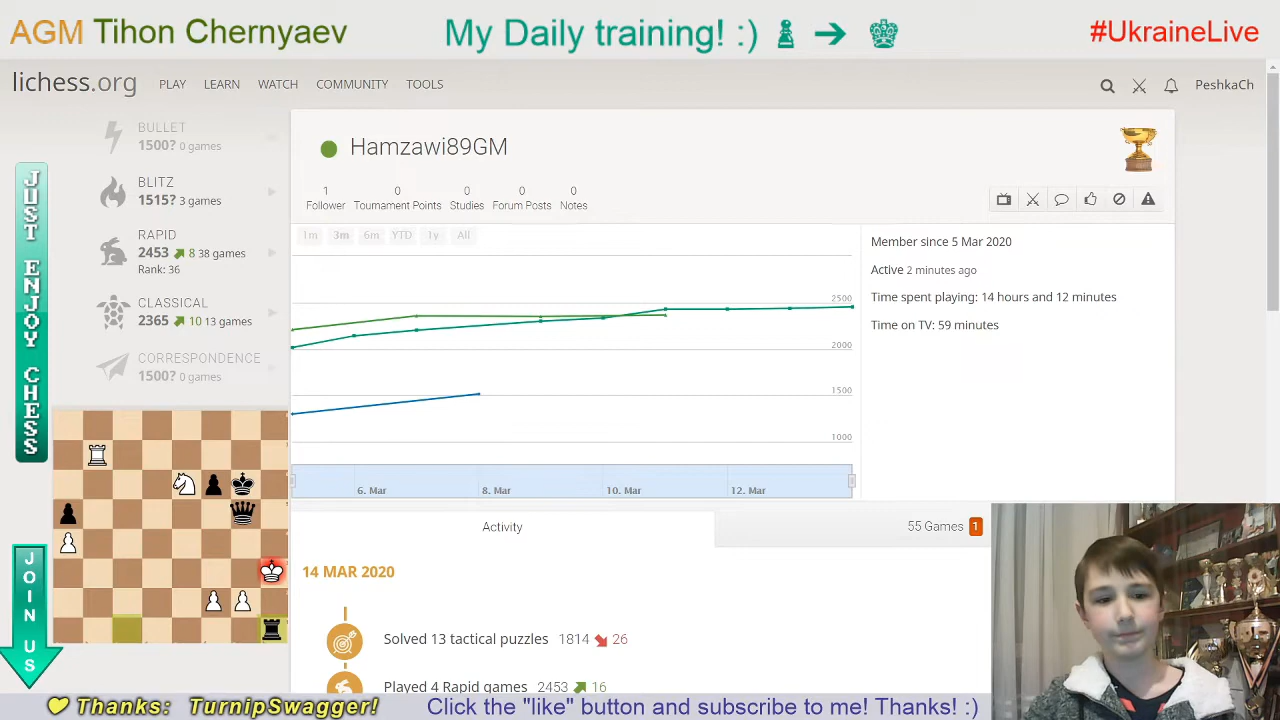 AGM Tihon Chernyaev
My Daily training! :)
#UkraineLive
lichess.org
PLAY
LEARN
WATCH
COMMUNITY
TOOLS
PeshkaCh
JUST ENJOY CHESS
JOIN US
BULLET
1500? 0 games
BLITZ
1515? 3 games
RAPID
2453 8 38 games
Rank: 36
CLASSICAL
2365 10 13 games
CORRESPONDENCE
1500? 0 games
Hamzawi89GM
1
Follower
0
Tournament Points
0
Studies
0
Forum Posts
0
Notes
1m 3m 6m YTD 1y All
2500
2000
1500
1000
6. Mar 8. Mar 10. Mar 12. Mar
Member since 5 Mar 2020
Active 2 minutes ago
Time spent playing: 14 hours and 12 minutes
Time on TV: 59 minutes
Activity
55 Games 1
14 MAR 2020
Solved 13 tactical puzzles 1814 26
Played 4 Rapid games 2453 16
Thanks: TurnipSwagger!
Click the "like" button and subscribe to me! Thanks! :)